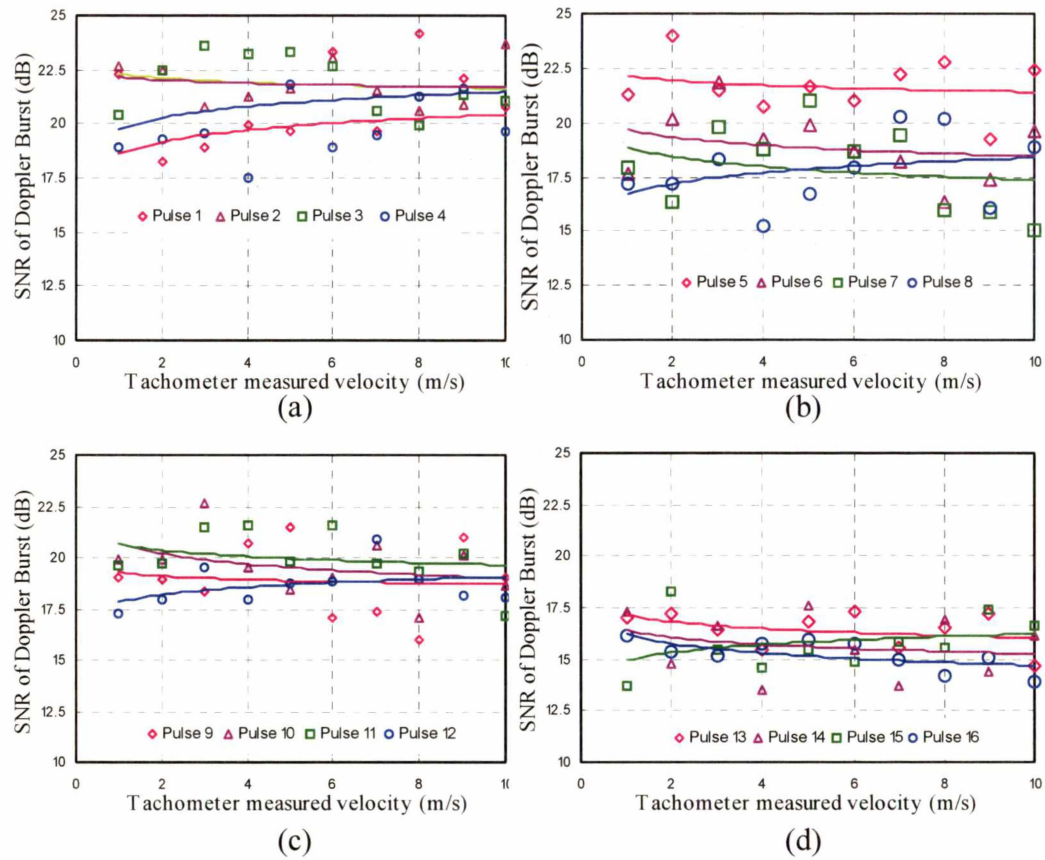 25
22.5
20
17.5
15
12.5
10
SNR of Doppler Burst (dB)
Pulse 1 Pulse 2 Pulse 3 Pulse 4
0 2 4 6 8 10
Tachometer measured velocity (m/s)
(a)
25
22.5
20
17.5
15
12.5
10
SNR of Doppler Burst (dB)
Pulse 5 Pulse 6 Pulse 7 Pulse 8
0 2 4 6 8 10
Tachometer measured velocity (m/s)
(b)
25
22.5
20
17.5
15
12.5
10
SNR of Doppler Burst (dB)
Pulse 9 Pulse 10 Pulse 11 Pulse 12
0 2 4 6 8 10
Tachometer measured velocity (m/s)
(c)
25
22.5
20
17.5
15
12.5
10
SNR of Doppler Burst (dB)
Pulse 13 Pulse 14 Pulse 15 Pulse 16
0 2 4 6 8 10
Tachometer measured velocity (m/s)
(d)